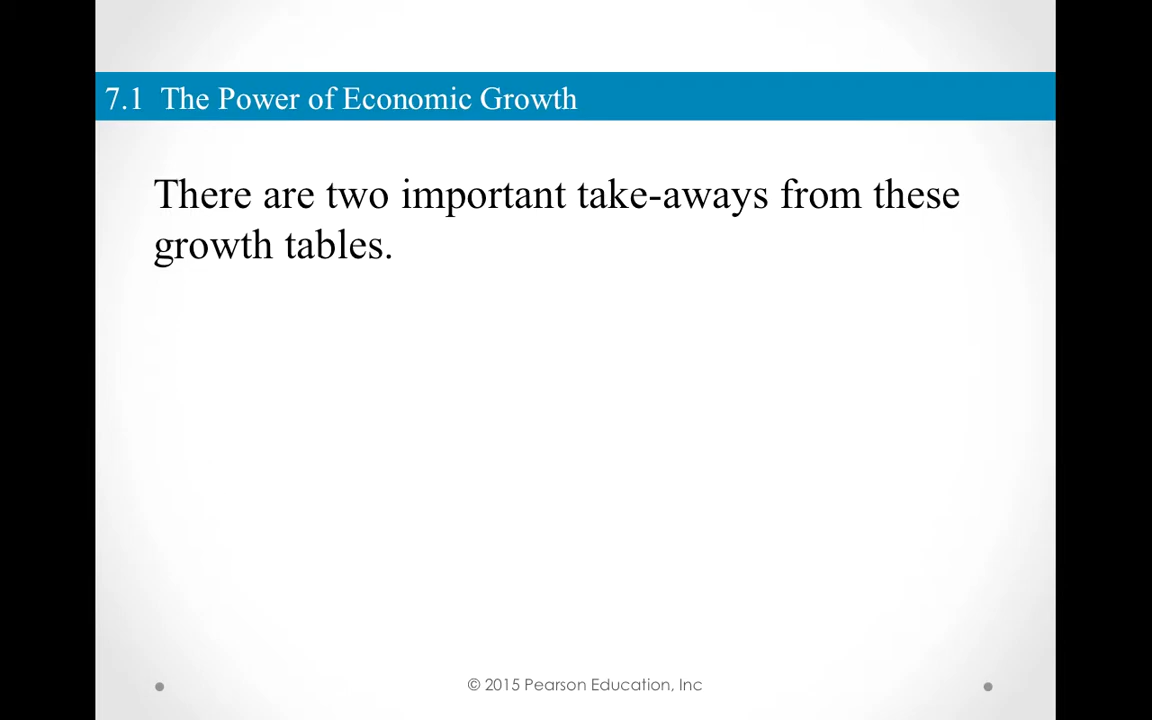 7.1 The Power of Economic Growth
There are two important take-aways from these
growth tables.
© 2015 Pearson Education, Inc